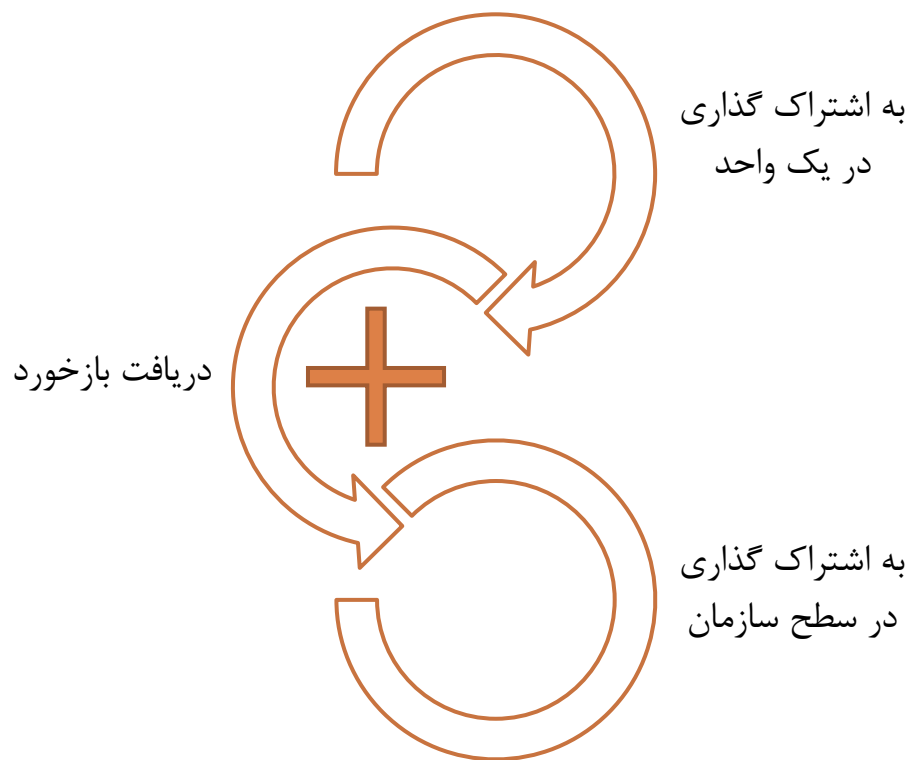 به اشتراک گذاری
در یک واحد
دریافت بازخورد
به اشتراک گذاری
در سطح سازمان